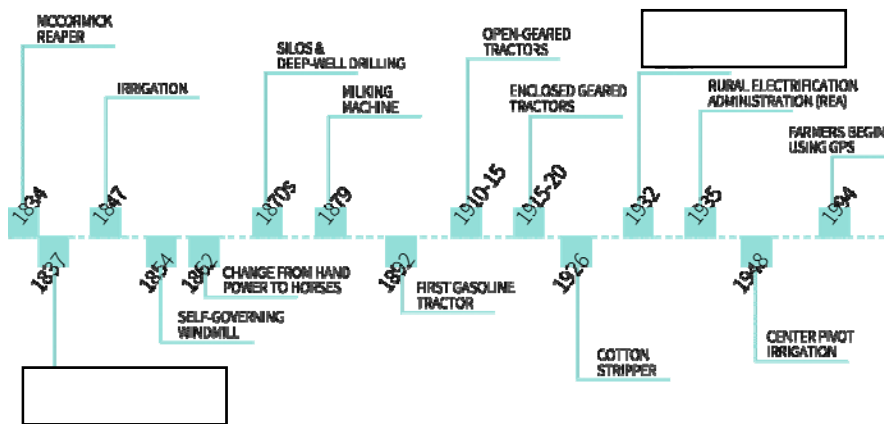 MCCORMICK
REAPER
IRRIGATION
SILOS &
DEEP-WELL DRILLING
MILKING
MACHINE
OPEN-GEARED
TRACTORS
ENCLOSED GEARED
TRACTORS
RURAL ELECTRIFICATION
ADMINISTRATION (REA)
FARMERS BEGIN
USING GPS
1834
1847
1870s
1879
1910-15
1915-20
1932
1935
1994
1837
1854
1862
1892
1926
1948
CHANGE FROM HAND
POWER TO HORSES
SELF-GOVERNING
WINDMILL
FIRST GASOLINE
TRACTOR
COTTON
STRIPPER
CENTER PIVOT
IRRIGATION